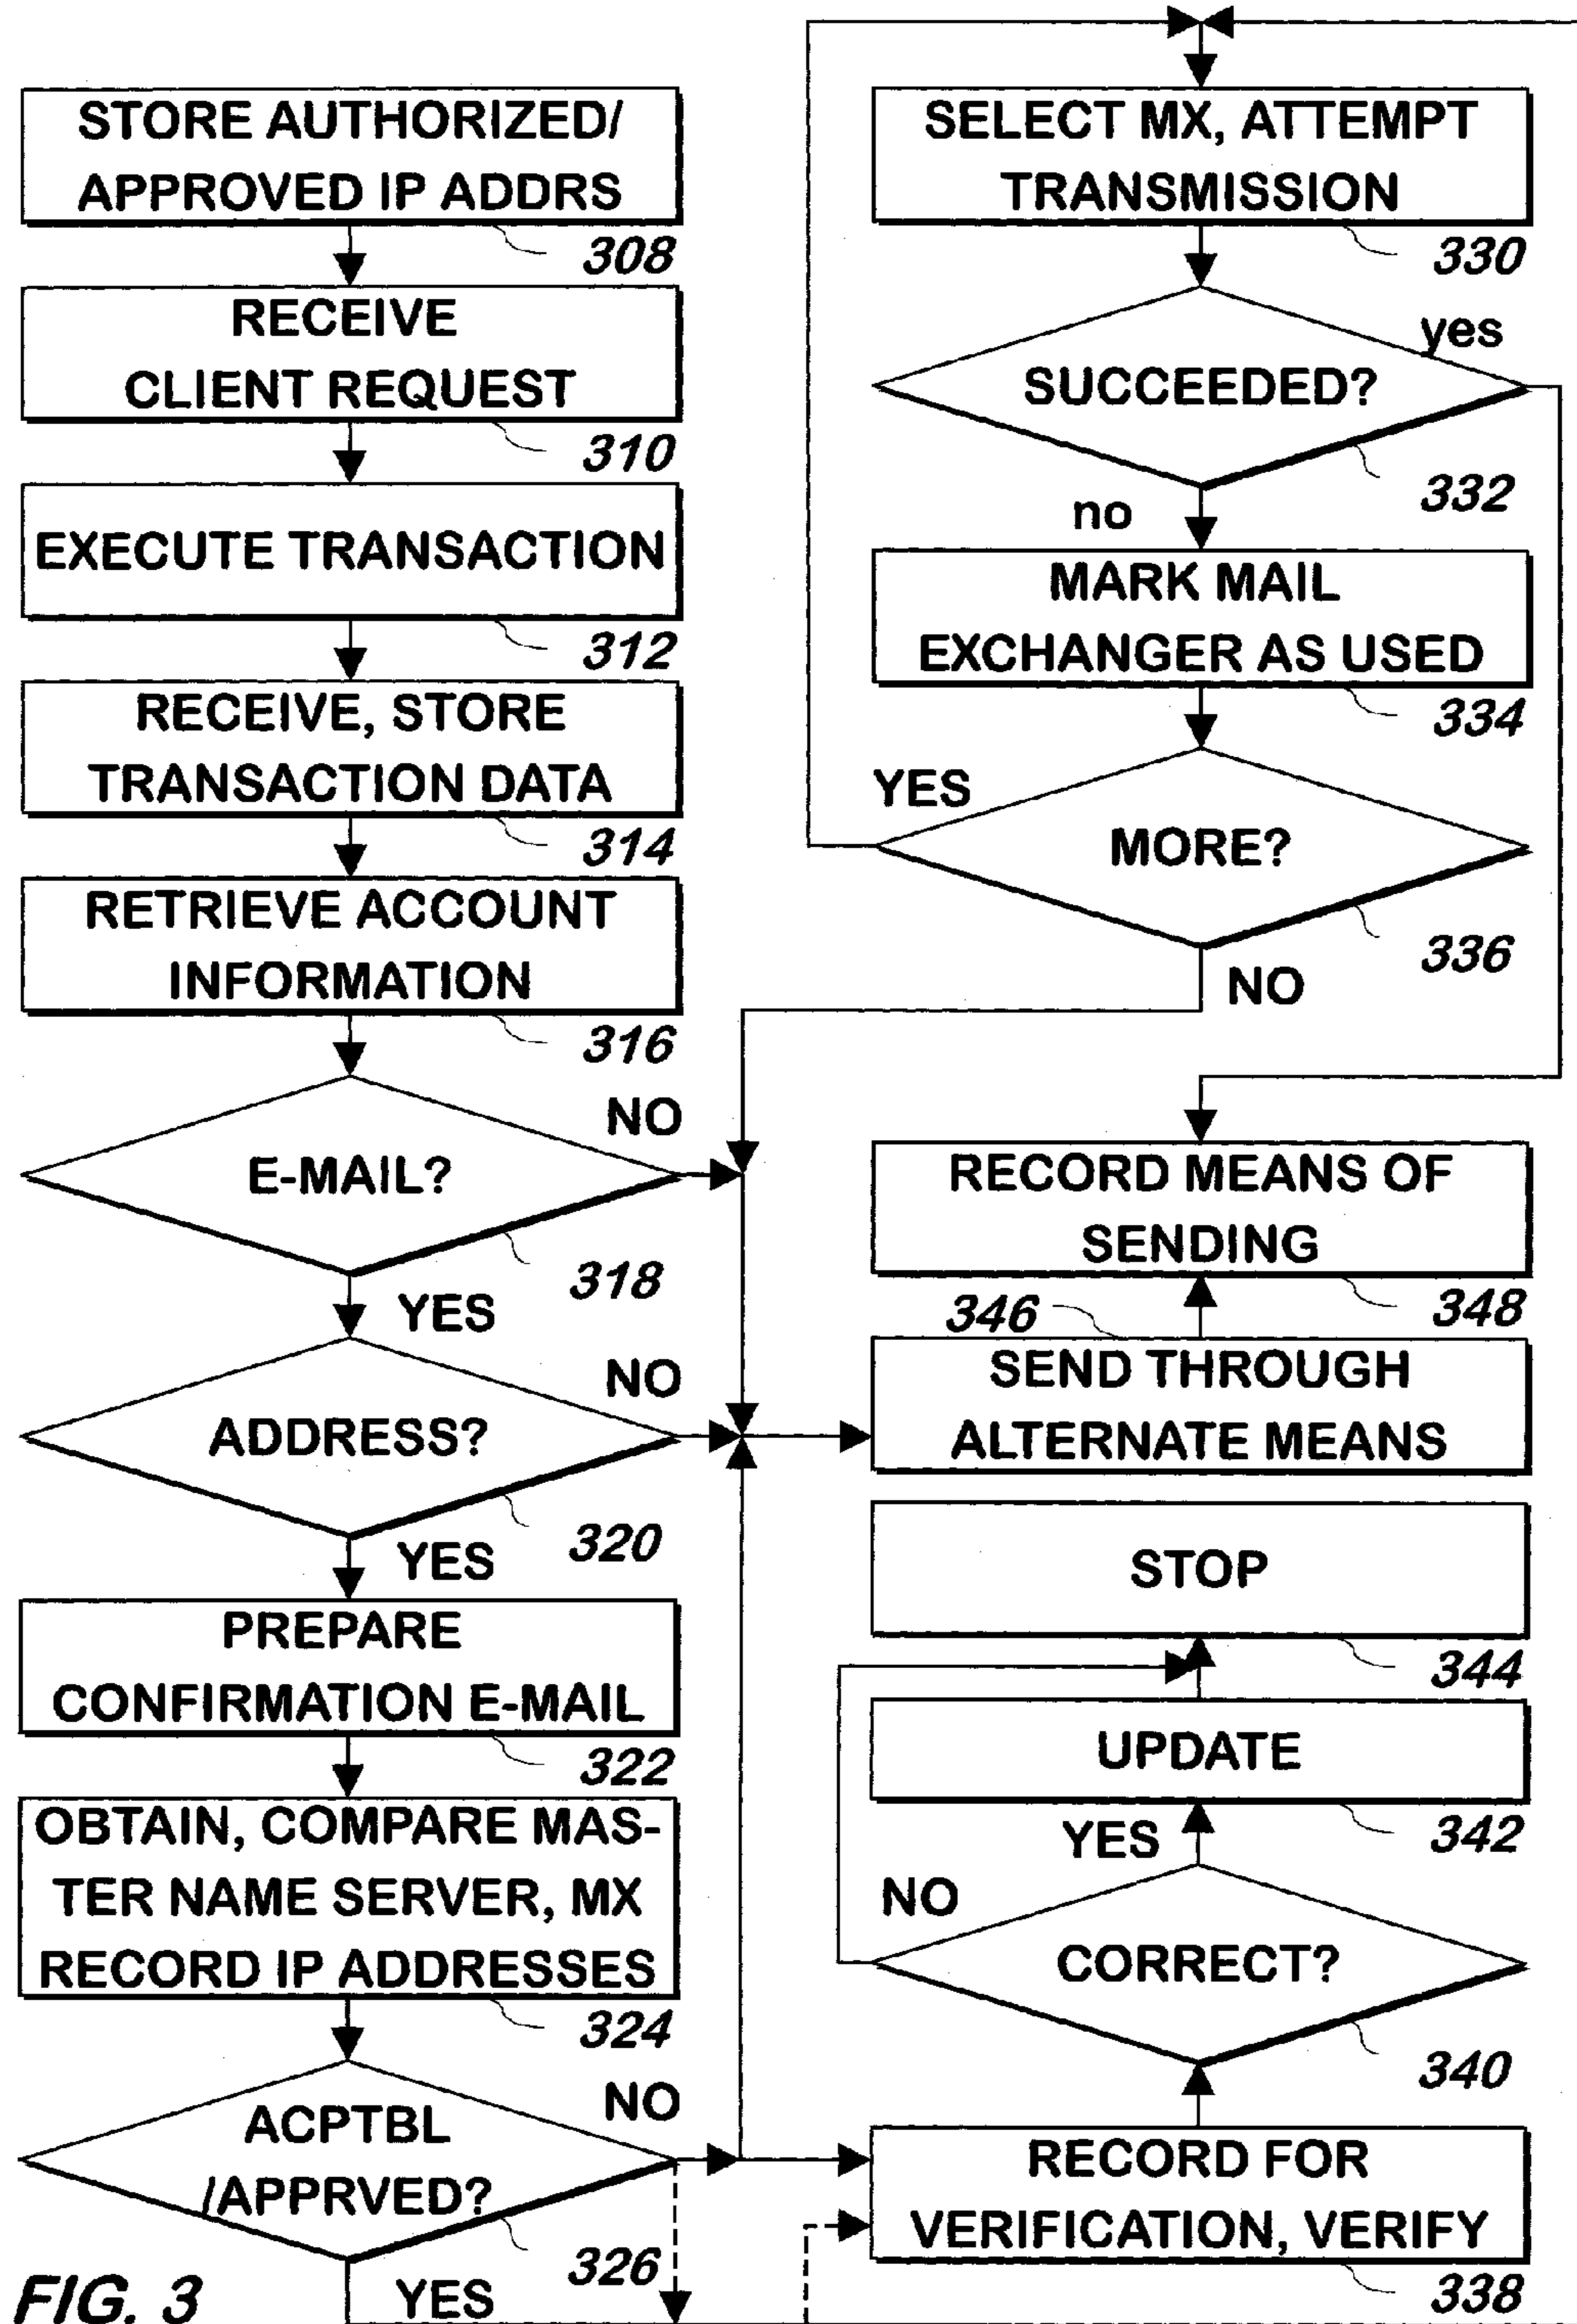 STORE AUTHORIZED/
APPROVED IP ADDRS
308
RECEIVE
CLIENT REQUEST
310
EXECUTE TRANSACTION
312
RECEIVE, STORE
TRANSACTION DATA
314
RETRIEVE ACCOUNT
INFORMATION
316
NO
E-MAIL?
318
YES
NO
ADDRESS?
320
YES
PREPARE
CONFIRMATION E-MAIL
322
OBTAIN, COMPARE MAS-
TER NAME SERVER, MX
RECORD IP ADDRESSES
324
NO
ACPTBL
/APPRVED?
326
YES
FIG. 3
SELECT MX, ATTEMPT
TRANSMISSION
330
yes
SUCCEEDED?
332
no
MARK MAIL
EXCHANGER AS USED
334
YES
MORE?
336
NO
RECORD MEANS OF
SENDING
348
346
SEND THROUGH
ALTERNATE MEANS
STOP
344
UPDATE
342
YES
NO
CORRECT?
340
RECORD FOR
VERIFICATION, VERIFY
338